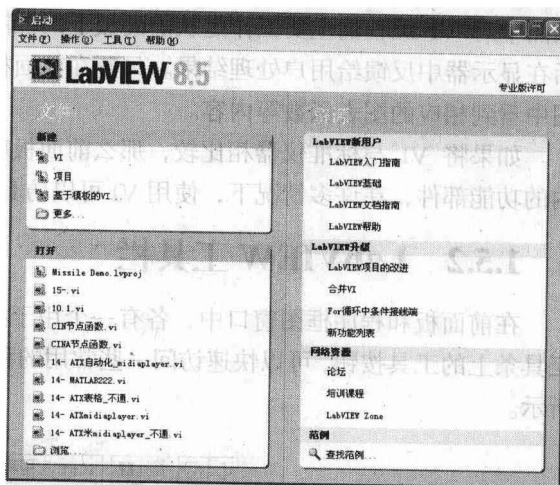 启动
文件(F) 操作(O) 工具(T) 帮助(H)
LabVIEW 8.5
专业版许可
文件
新建
VI
项目
基于模板的VI
更多...
打开
Missile Demo.lvproj
15-.vi
10.1.vi
CIN节点函数.vi
CINA节点函数.vi
14- ATX自动化_midiaplayer.vi
14- MATLAB222.vi
14- ATX表格_不通.vi
14- ATXmidiaplayer.vi
14- ATX米midiaplayer_不通.vi
浏览
资源
LabVIEW新用户
LabVIEW入门指南
LabVIEW基础
LabVIEW文档指南
LabVIEW帮助
LabVIEW升级
LabVIEW项目的改进
合并VI
For循环中条件接线端
新功能列表
网络资源
论坛
培训课程
LabVIEW Zone
范例
查找范例...